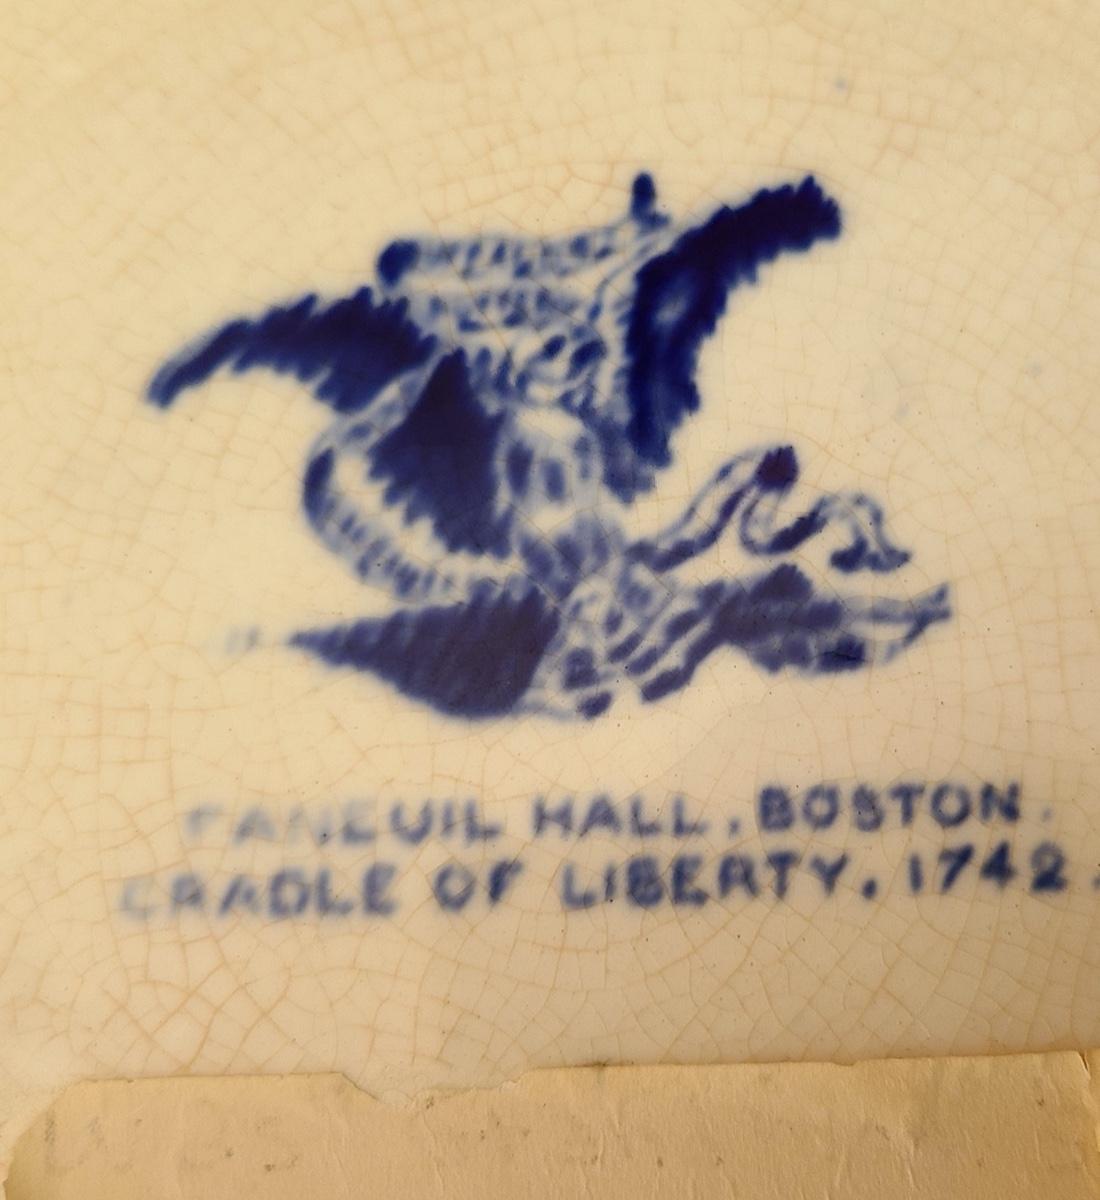 FANEUIL HALL, BOSTON.
CRADLE OF LIBERTY, 1742.